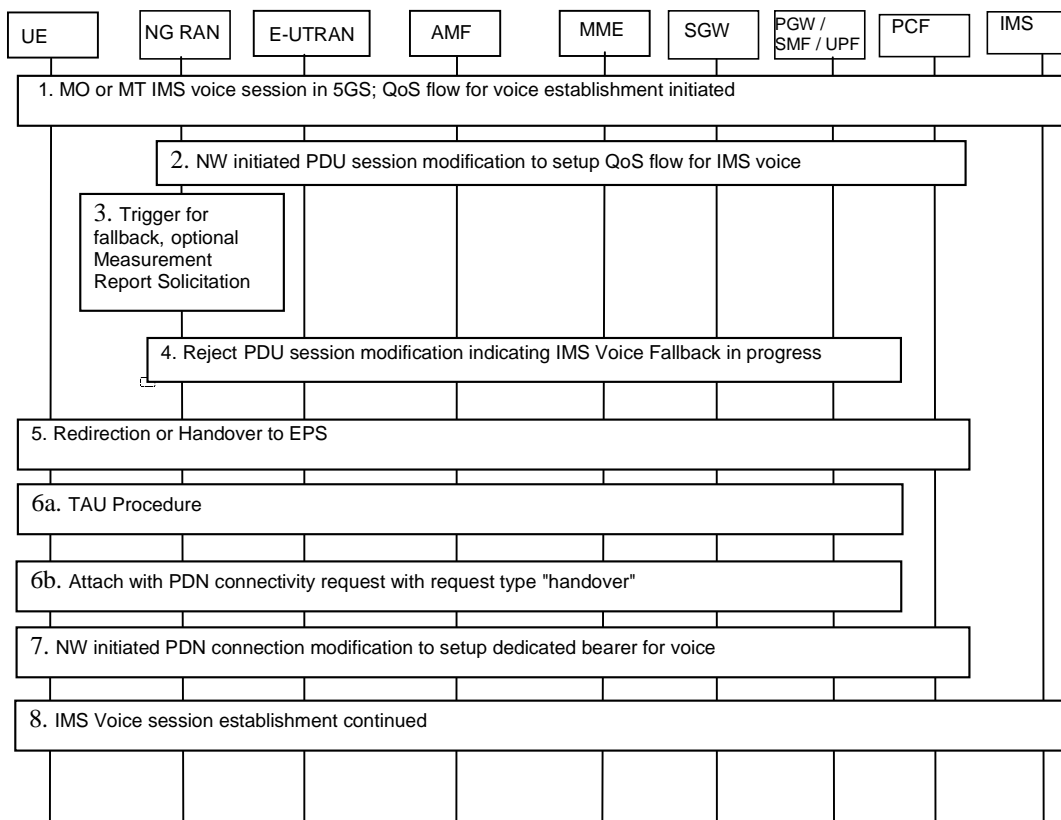 UE
NG RAN
E-UTRAN
AMF
MME
SGW
PGW /
SMF / UPF
PCF
IMS
1. MO or MT IMS voice session in 5GS; QoS flow for voice establishment initiated
2. NW initiated PDU session modification to setup QoS flow for IMS voice
3. Trigger for
fallback, optional
Measurement
Report Solicitation
4. Reject PDU session modification indicating IMS Voice Fallback in progress
5. Redirection or Handover to EPS
6a. TAU Procedure
6b. Attach with PDN connectivity request with request type "handover"
7. NW initiated PDN connection modification to setup dedicated bearer for voice
8. IMS Voice session establishment continued